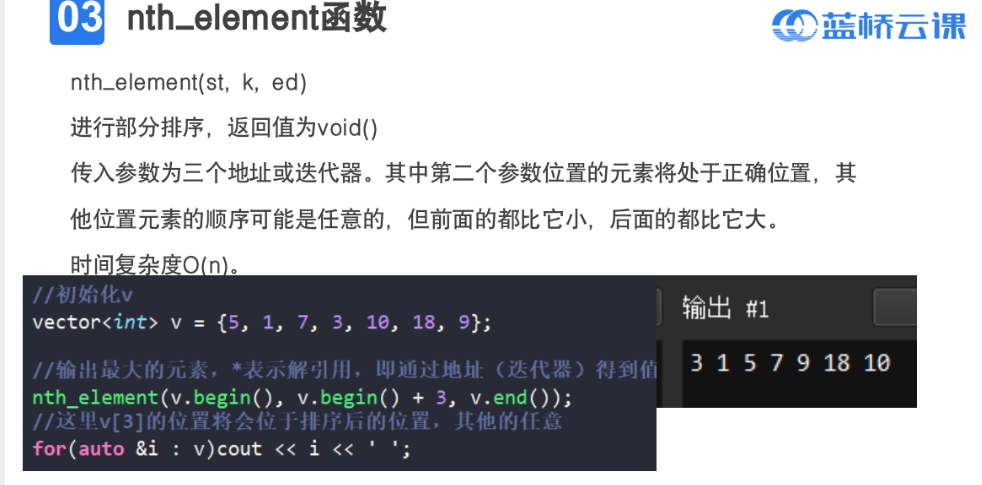 03 nth_element函数
蓝桥云课
nth_element(st, k, ed)
进行部分排序，返回值为void()
传入参数为三个地址或迭代器。其中第二个参数位置的元素将处于正确位置，其
他位置元素的顺序可能是任意的，但前面的都比它小，后面的都比它大。
时间复杂度O(n)。
//初始化v
vector<int> v = {5, 1, 7, 3, 10, 18, 9};
//输出最大的元素，*表示解引用，即通过地址（迭代器）得到值
nth_element(v.begin(), v.begin() + 3, v.end());
//这里v[3]的位置将会位于排序后的位置，其他的任意
for(auto &i : v)cout << i << ' ';
输出 #1
3 1 5 7 9 18 10